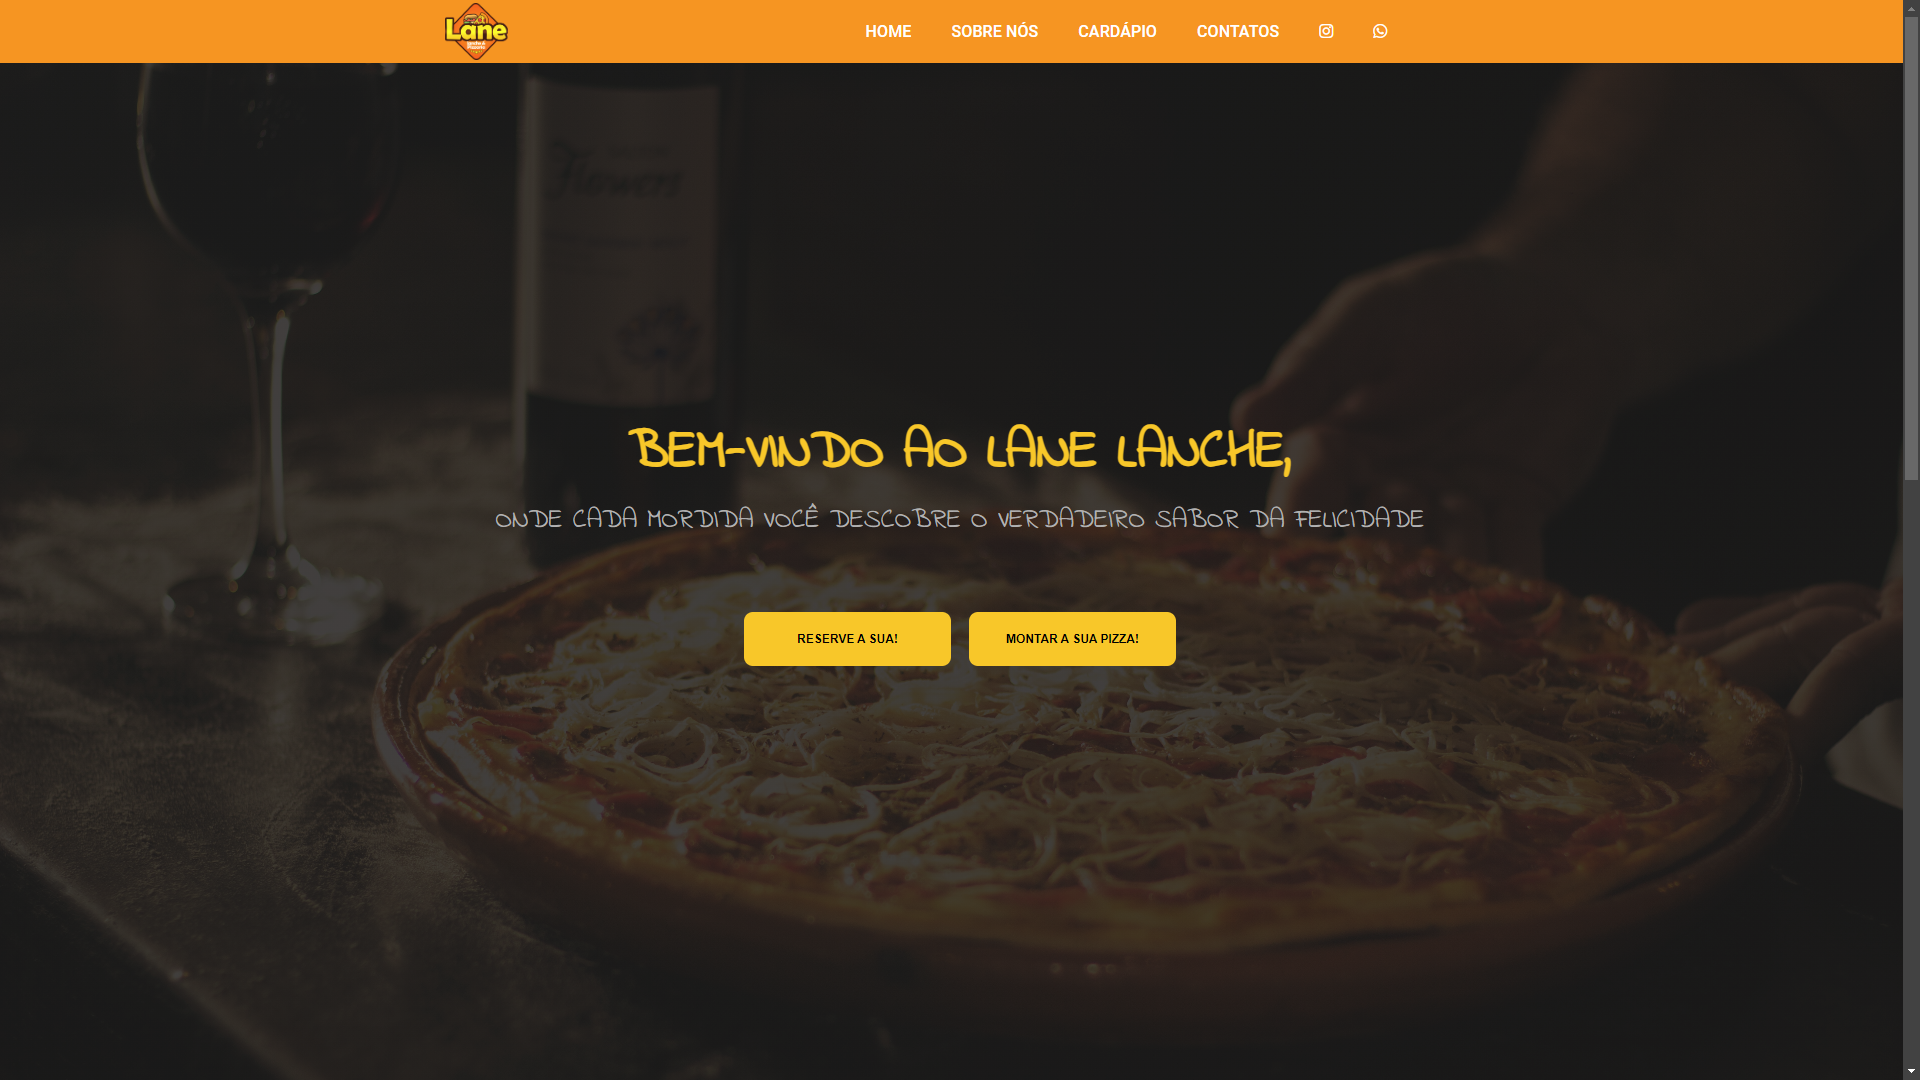 Lane
HOME
SOBRE NÓS
CARDÁPIO
CONTATOS
Flowers
BEM-VINDO AO LANE LANCHE,
ONDE CADA MORDIDA VOCÊ DESCOBRE O VERDADEIRO SABOR DA FELICIDADE
RESERVE A SUA!
MONTAR A SUA PIZZA!